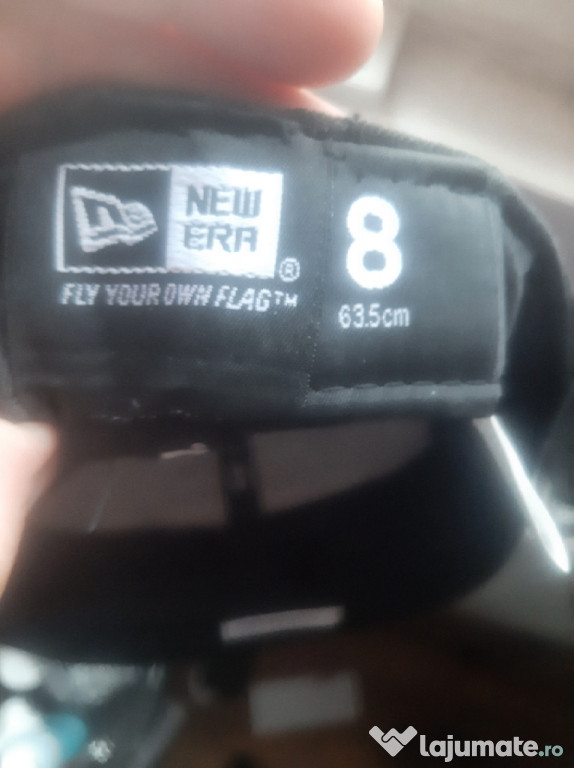 NEW
ERA
®
FLY YOUR OWN FLAG™
8
63.5cm
lajumate.ro